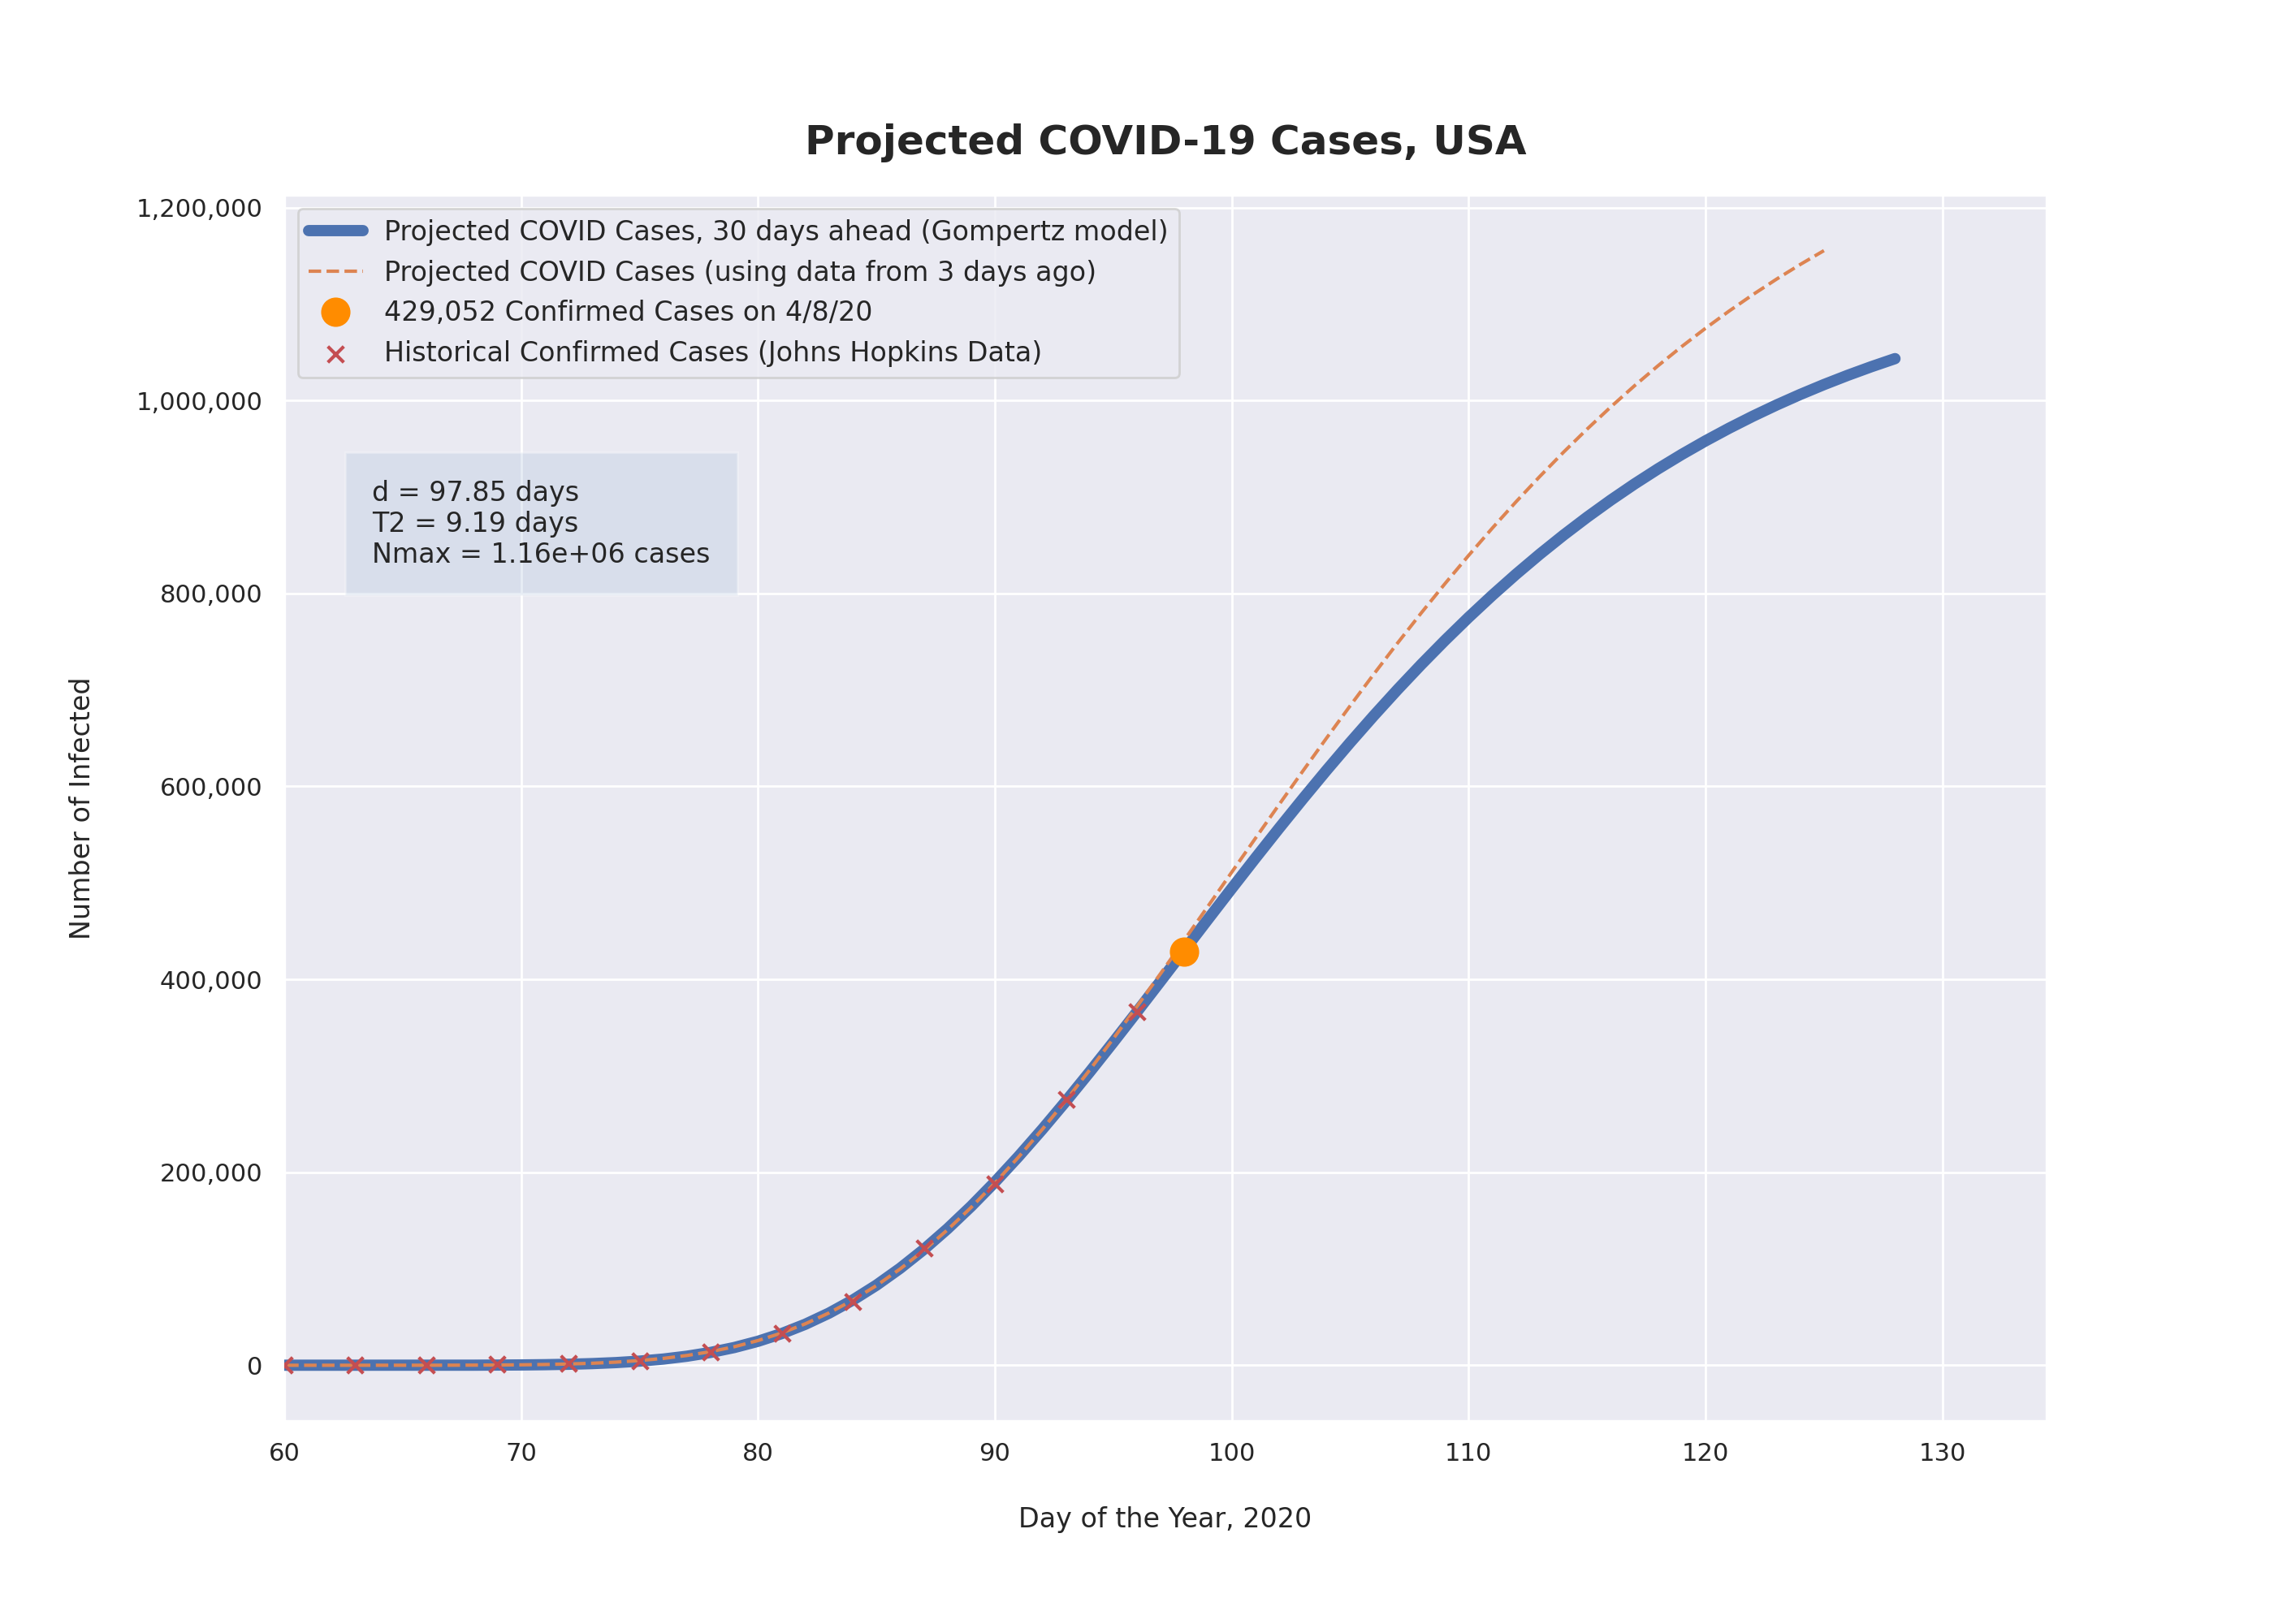 Projected COVID-19 Cases, USA
Projected COVID Cases, 30 days ahead (Gompertz model)
Projected COVID Cases (using data from 3 days ago)
429,052 Confirmed Cases on 4/8/20
Historical Confirmed Cases (Johns Hopkins Data)
d = 97.85 days
T2 = 9.19 days
Nmax = 1.16e+06 cases
Number of Infected
1,200,000
1,000,000
800,000
600,000
400,000
200,000
0
60 70 80 90 100 110 120 130
Day of the Year, 2020